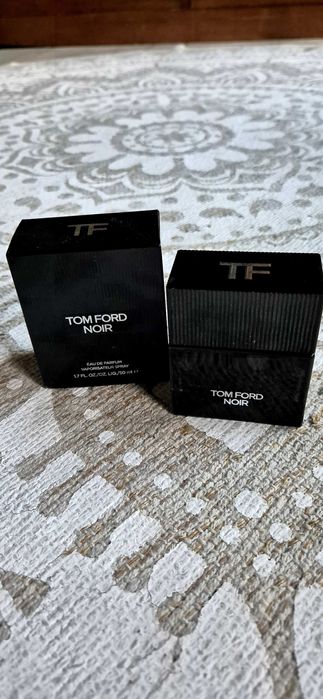 TF
TOM FORD
NOIR
EAU DE PARFUM
VAPORISATEUR SPRAY
1.7 FL.OZ./OZ.LIQ./50 ml e
TF
TOM FORD
NOIR